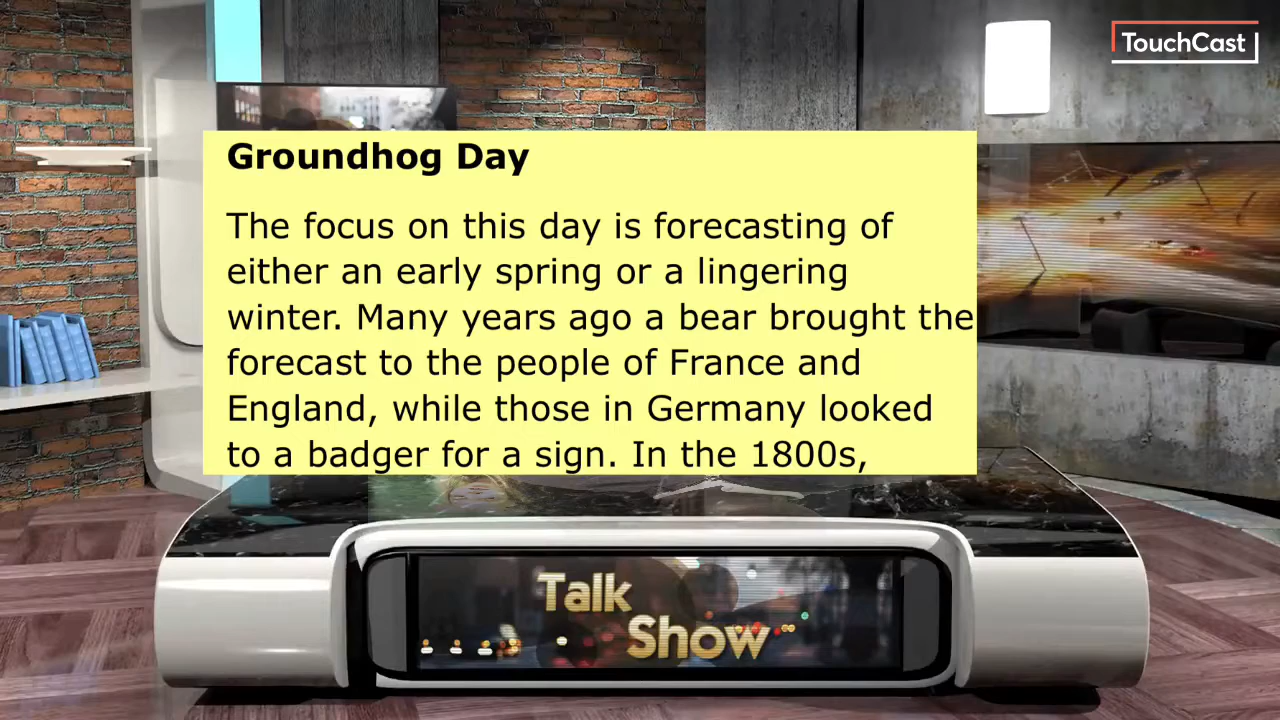 TouchCast
Groundhog Day
The focus on this day is forecasting of
either an early spring or a lingering
winter. Many years ago a bear brought the
forecast to the people of France and
England, while those in Germany looked
to a badger for a sign. In the 1800s,
Talk
Show